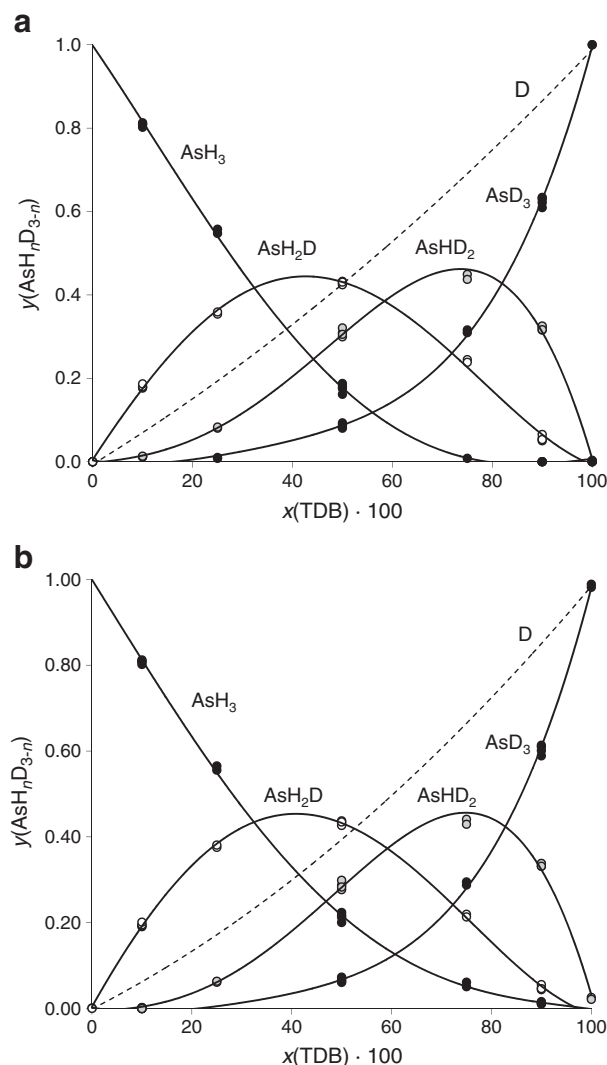 a
1.0
0.8
0.6
0.4
0.2
0.0
y(AsHₙD₃₋ₙ)
AsH₃
AsH₂D
AsHD₂
AsD₃
D
0 20 40 60 80 100
x(TDB) · 100
b
1.00
0.80
0.60
0.40
0.20
0.00
y(AsHₙD₃₋ₙ)
AsH₃
AsH₂D
AsHD₂
AsD₃
D
0 20 40 60 80 100
x(TDB) · 100